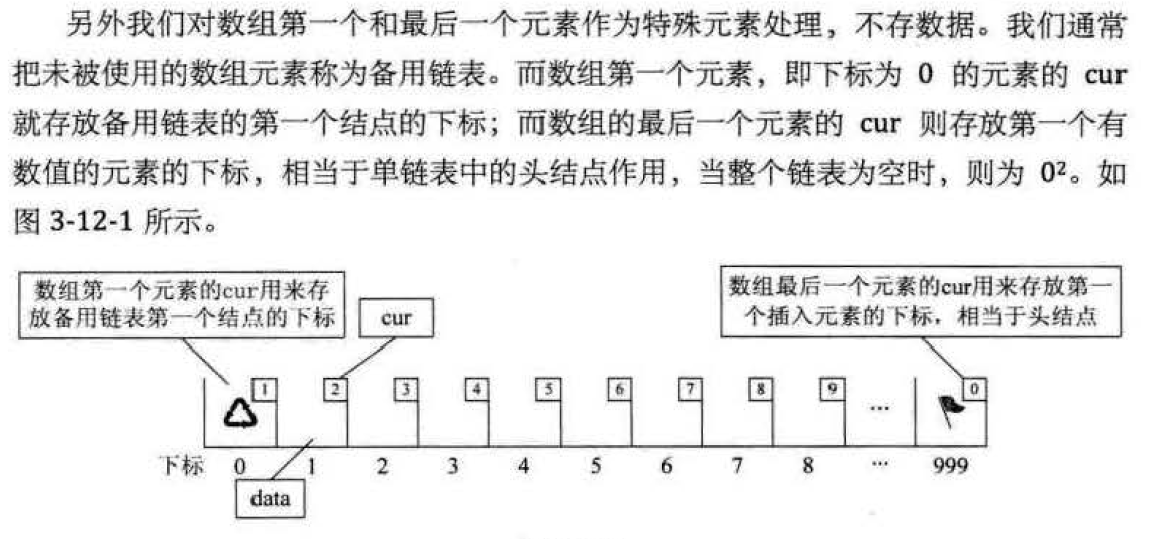 另外我们对数组第一个和最后一个元素作为特殊元素处理，不存数据。我们通常
把未被使用的数组元素称为备用链表。而数组第一个元素，即下标为 0 的元素的 cur
就存放备用链表的第一个结点的下标；而数组的最后一个元素的 cur 则存放第一个有
数值的元素的下标，相当于单链表中的头结点作用，当整个链表为空时，则为 0²。如
图 3-12-1 所示。
数组第一个元素的cur用来存
放备用链表第一个结点的下标
cur
数组最后一个元素的cur用来存放第一
个插入元素的下标，相当于头结点
1 2 3 4 5 6 7 8 9 … 0
下标 0 1 2 3 4 5 6 7 8 … 999
data